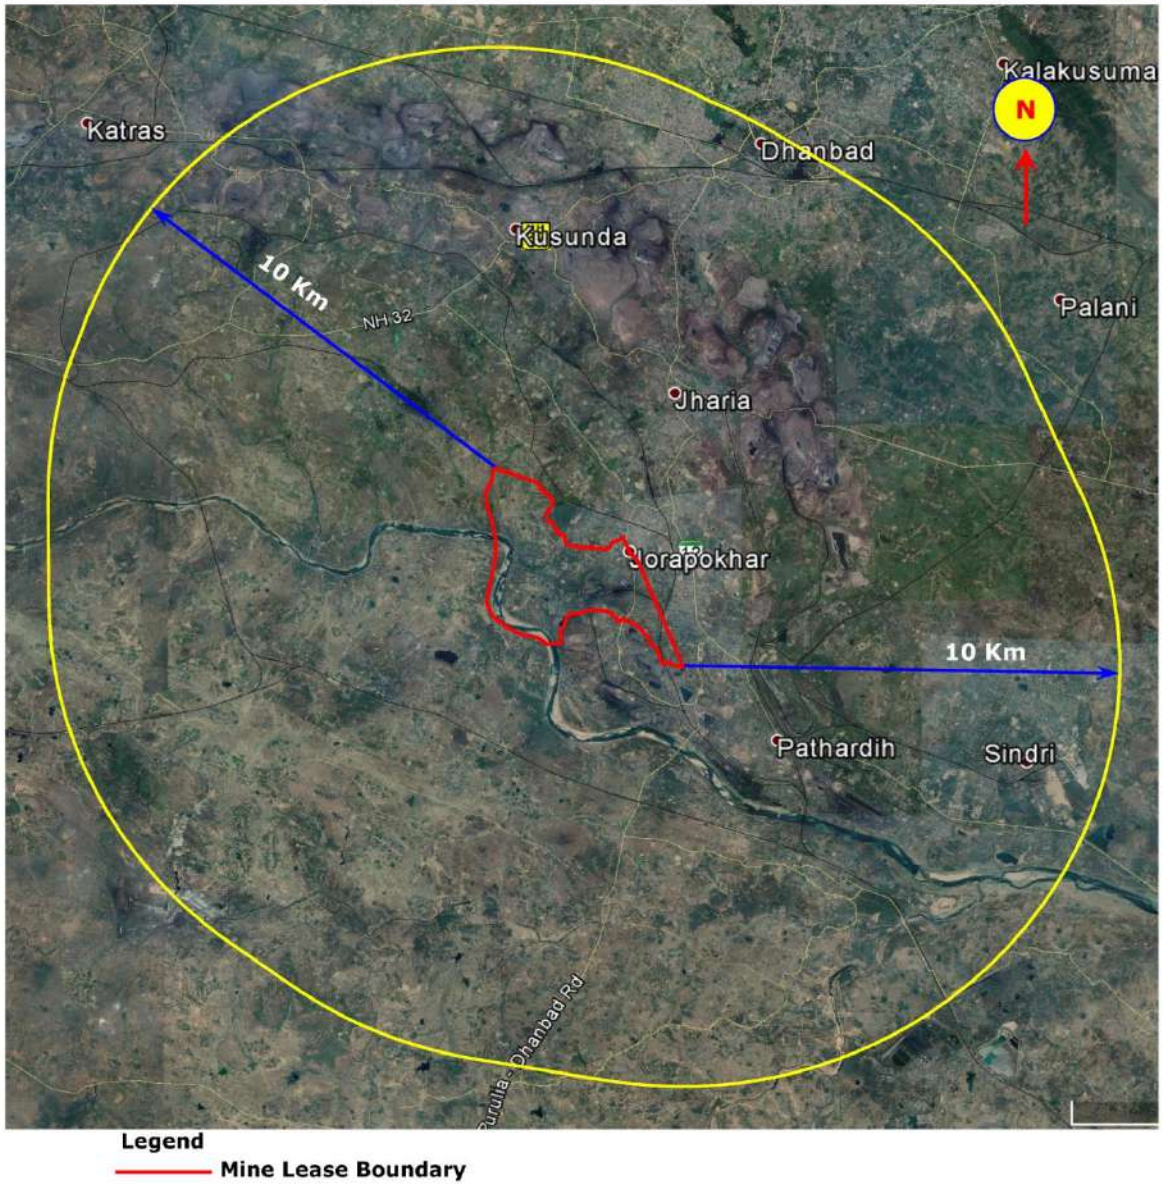 Kalakusuma
N
Katras
Dhanbad
Kusunda
10 Km
Palani
NH 32
Jharia
Jorapokhar
10 Km
Pathardih
Sindri
Purulia - Dhanbad Rd
Legend
Mine Lease Boundary